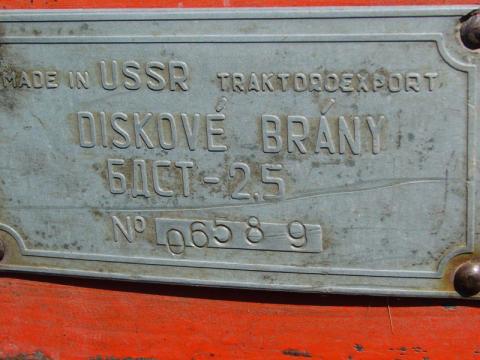 MADE IN USSR TRAKTOROEXPORT
DISKOVÉ BRÁNY
БДСТ-2,5
№ 06589